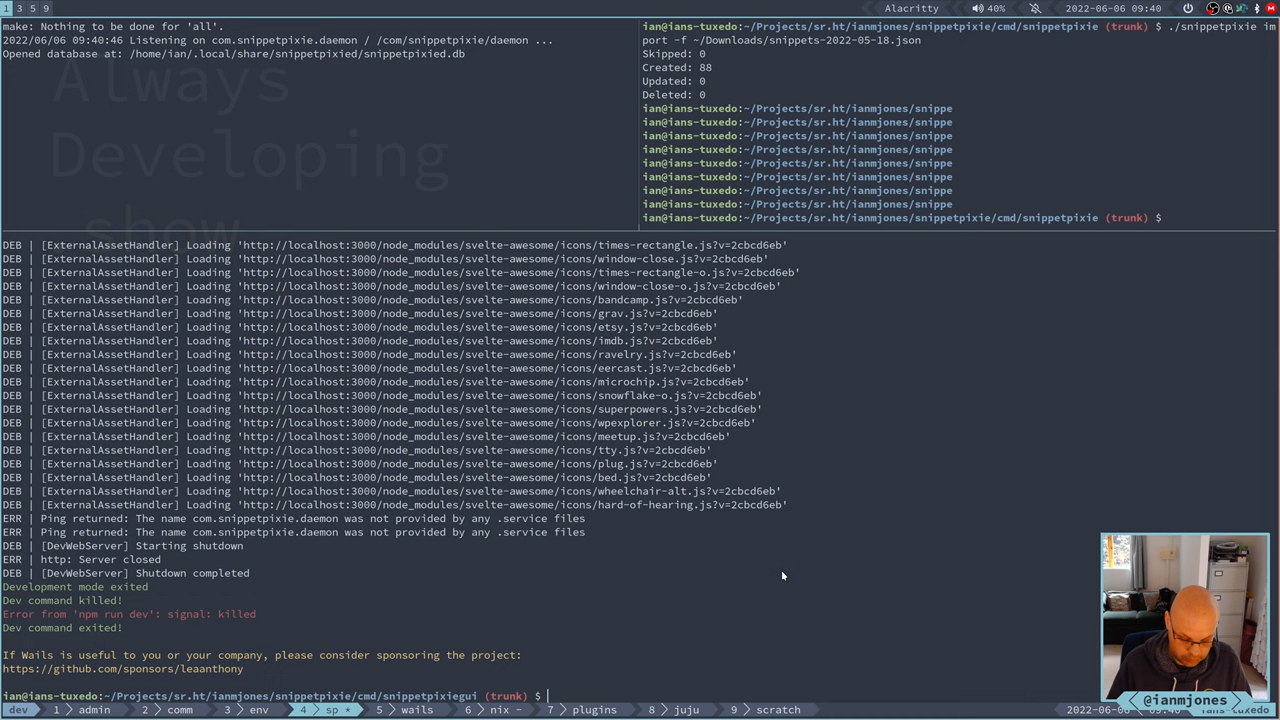 1 3 5 9
Alacritty 40% 2022-06-06 09:40
make: Nothing to be done for 'all'.
2022/06/06 09:40:46 Listening on com.snippetpixie.daemon / /com/snippetpixie/daemon ...
Opened database at: /home/ian/.local/share/snippetpixied/snippetpixied.db
Always
Developing
show
ian@ians-tuxedo:~/Projects/sr.ht/ianmjones/snippetpixie/cmd/snippetpixie (trunk) $ ./snippetpixie im
port -f ~/Downloads/snippets-2022-05-18.json
Skipped: 0
Created: 88
Updated: 0
Deleted: 0
ian@ians-tuxedo:~/Projects/sr.ht/ianmjones/snippe
ian@ians-tuxedo:~/Projects/sr.ht/ianmjones/snippe
ian@ians-tuxedo:~/Projects/sr.ht/ianmjones/snippe
ian@ians-tuxedo:~/Projects/sr.ht/ianmjones/snippe
ian@ians-tuxedo:~/Projects/sr.ht/ianmjones/snippe
ian@ians-tuxedo:~/Projects/sr.ht/ianmjones/snippe
ian@ians-tuxedo:~/Projects/sr.ht/ianmjones/snippe
ian@ians-tuxedo:~/Projects/sr.ht/ianmjones/snippe
ian@ians-tuxedo:~/Projects/sr.ht/ianmjones/snippetpixie/cmd/snippetpixie (trunk) $
DEB | [ExternalAssetHandler] Loading 'http://localhost:3000/node_modules/svelte-awesome/icons/times-rectangle.js?v=2cbcd6eb'
DEB | [ExternalAssetHandler] Loading 'http://localhost:3000/node_modules/svelte-awesome/icons/window-close.js?v=2cbcd6eb'
DEB | [ExternalAssetHandler] Loading 'http://localhost:3000/node_modules/svelte-awesome/icons/times-rectangle-o.js?v=2cbcd6eb'
DEB | [ExternalAssetHandler] Loading 'http://localhost:3000/node_modules/svelte-awesome/icons/window-close-o.js?v=2cbcd6eb'
DEB | [ExternalAssetHandler] Loading 'http://localhost:3000/node_modules/svelte-awesome/icons/bandcamp.js?v=2cbcd6eb'
DEB | [ExternalAssetHandler] Loading 'http://localhost:3000/node_modules/svelte-awesome/icons/grav.js?v=2cbcd6eb'
DEB | [ExternalAssetHandler] Loading 'http://localhost:3000/node_modules/svelte-awesome/icons/etsy.js?v=2cbcd6eb'
DEB | [ExternalAssetHandler] Loading 'http://localhost:3000/node_modules/svelte-awesome/icons/imdb.js?v=2cbcd6eb'
DEB | [ExternalAssetHandler] Loading 'http://localhost:3000/node_modules/svelte-awesome/icons/ravelry.js?v=2cbcd6eb'
DEB | [ExternalAssetHandler] Loading 'http://localhost:3000/node_modules/svelte-awesome/icons/eercast.js?v=2cbcd6eb'
DEB | [ExternalAssetHandler] Loading 'http://localhost:3000/node_modules/svelte-awesome/icons/microchip.js?v=2cbcd6eb'
DEB | [ExternalAssetHandler] Loading 'http://localhost:3000/node_modules/svelte-awesome/icons/snowflake-o.js?v=2cbcd6eb'
DEB | [ExternalAssetHandler] Loading 'http://localhost:3000/node_modules/svelte-awesome/icons/superpowers.js?v=2cbcd6eb'
DEB | [ExternalAssetHandler] Loading 'http://localhost:3000/node_modules/svelte-awesome/icons/wpexplorer.js?v=2cbcd6eb'
DEB | [ExternalAssetHandler] Loading 'http://localhost:3000/node_modules/svelte-awesome/icons/meetup.js?v=2cbcd6eb'
DEB | [ExternalAssetHandler] Loading 'http://localhost:3000/node_modules/svelte-awesome/icons/tty.js?v=2cbcd6eb'
DEB | [ExternalAssetHandler] Loading 'http://localhost:3000/node_modules/svelte-awesome/icons/plug.js?v=2cbcd6eb'
DEB | [ExternalAssetHandler] Loading 'http://localhost:3000/node_modules/svelte-awesome/icons/bed.js?v=2cbcd6eb'
DEB | [ExternalAssetHandler] Loading 'http://localhost:3000/node_modules/svelte-awesome/icons/wheelchair-alt.js?v=2cbcd6eb'
DEB | [ExternalAssetHandler] Loading 'http://localhost:3000/node_modules/svelte-awesome/icons/hard-of-hearing.js?v=2cbcd6eb'
ERR | Ping returned: The name com.snippetpixie.daemon was not provided by any .service files
ERR | Ping returned: The name com.snippetpixie.daemon was not provided by any .service files
DEB | [DevWebServer] Starting shutdown
ERR | http: Server closed
DEB | [DevWebServer] Shutdown completed
Development mode exited
Dev command killed!
Error from 'npm run dev': signal: killed
Dev command exited!
If Wails is useful to you or your company, please consider sponsoring the project:
https://github.com/sponsors/leaanthony
ian@ians-tuxedo:~/Projects/sr.ht/ianmjones/snippetpixie/cmd/snippetpixiegui (trunk) $
@ianmjones
dev 1 admin 2 comm 3 env 4 sp * 5 wails 6 nix - 7 plugins 8 juju 9 scratch 2022-06-06